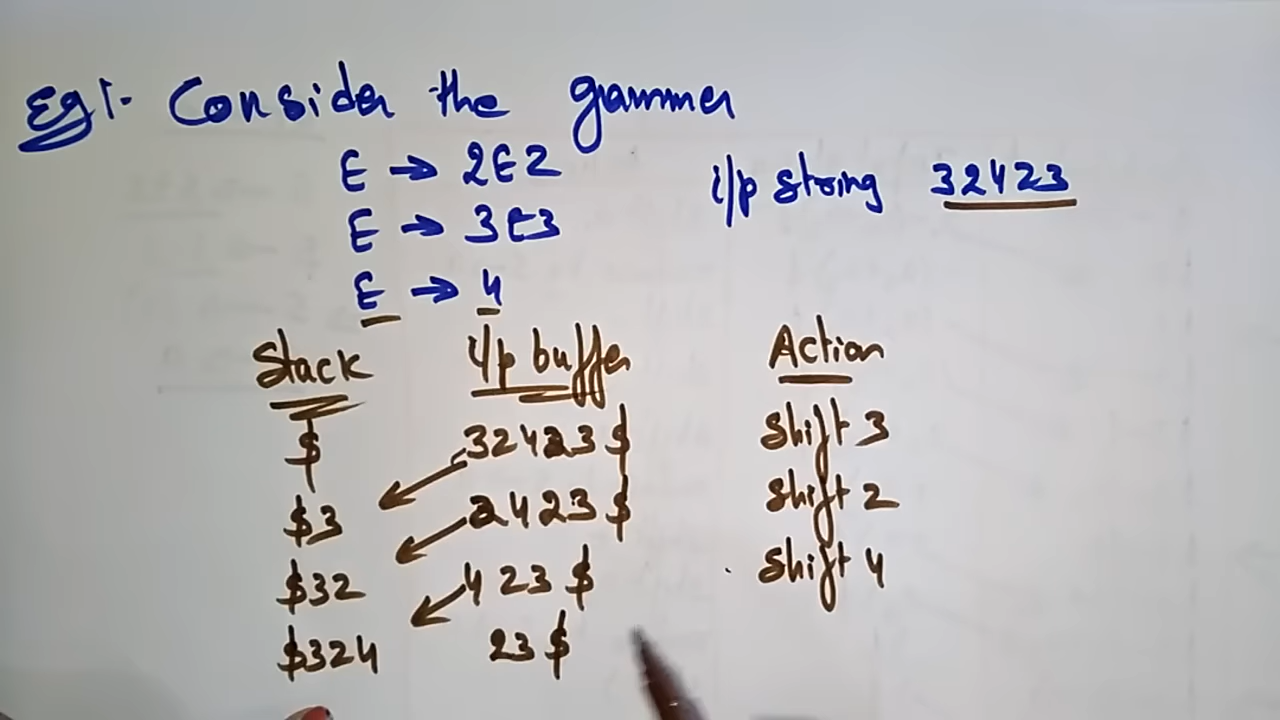 Eg1:- Consider the grammer
E → 2E2
i/p string 32423
E → 3E3
E → 4
Stack i/p buffer Action
$ 32423$ Shift 3
$3 2423$ Shift 2
$32 423$ Shift 4
$324 23$